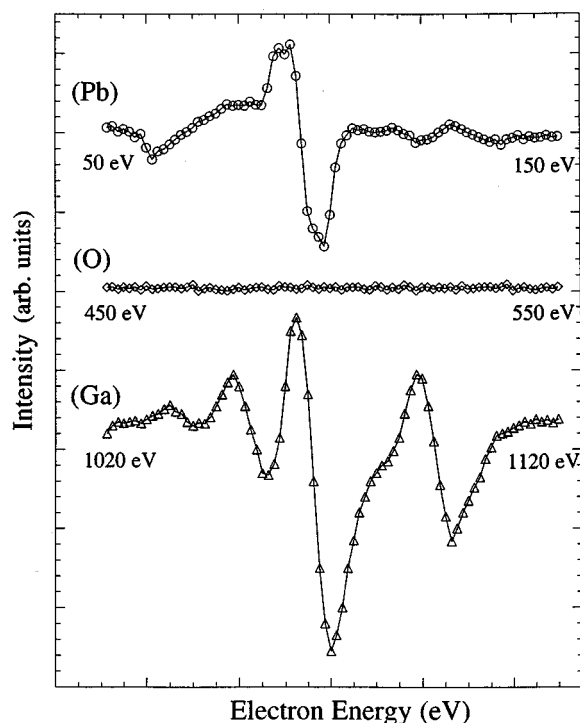 (Pb)
50 eV
150 eV
(O)
450 eV
550 eV
(Ga)
1020 eV
1120 eV
Intensity (arb. units)
Electron Energy (eV)